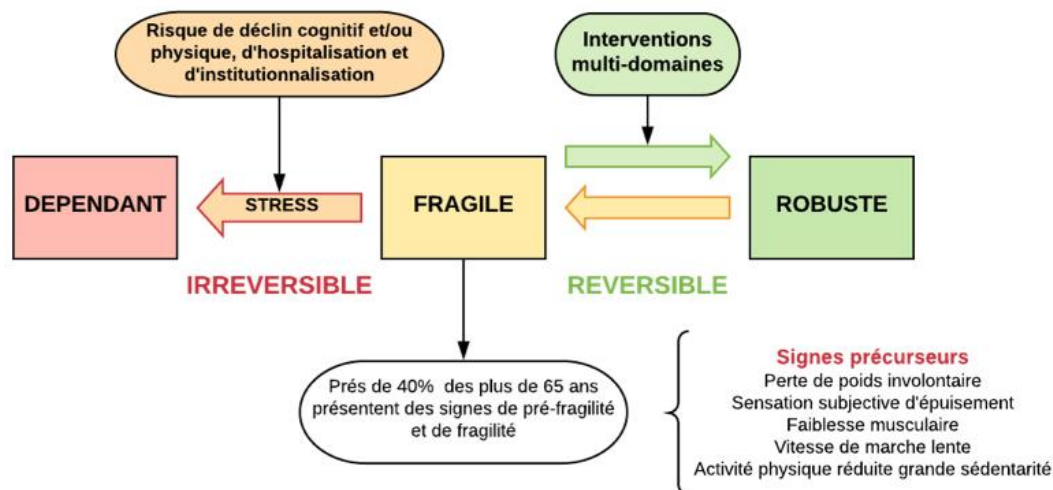 Risque de déclin cognitif et/ou
physique, d'hospitalisation et
d'institutionnalisation
Interventions
multi-domaines
DEPENDANT
STRESS
FRAGILE
ROBUSTE
IRREVERSIBLE
REVERSIBLE
Prés de 40% des plus de 65 ans
présentent des signes de pré-fragilité
et de fragilité
Signes précurseurs
Perte de poids involontaire
Sensation subjective d'épuisement
Faiblesse musculaire
Vitesse de marche lente
Activité physique réduite grande sédentarité